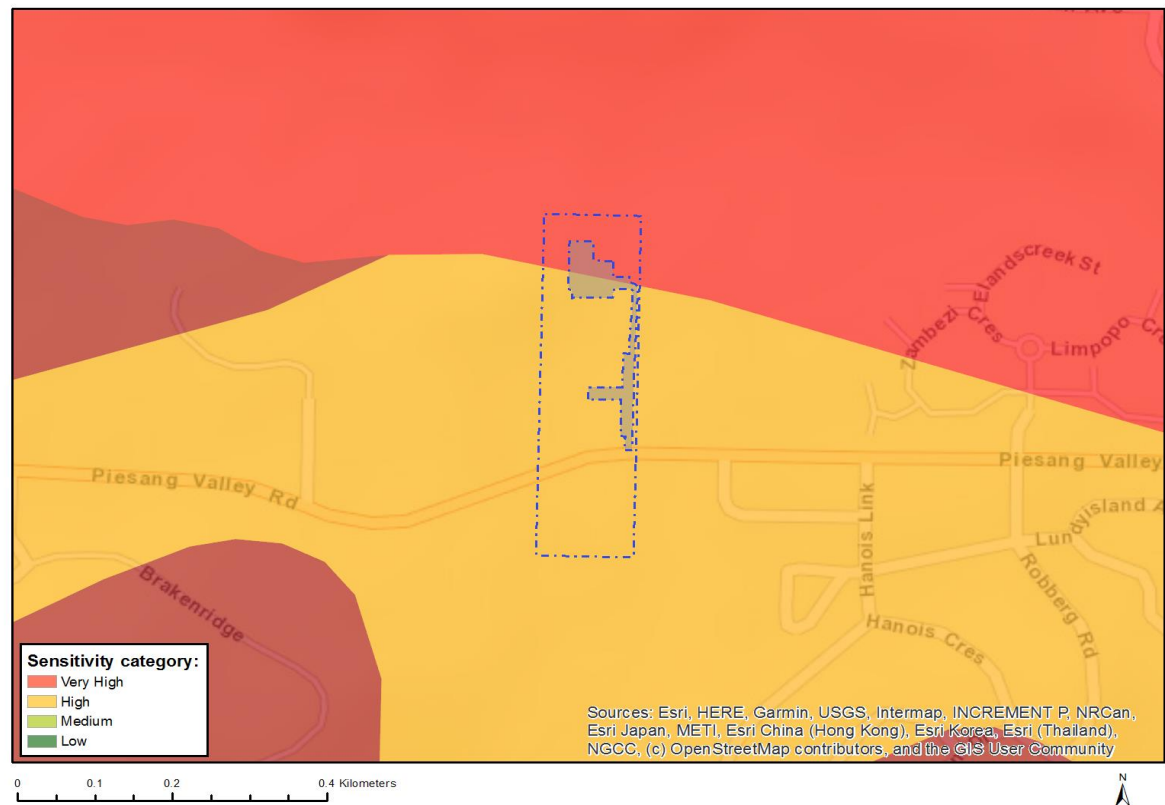 Elandscreek St
Zambezi Cres
Limpopo
Piesang Valley Rd
Piesang Valley
Hanois Link
Lundyisland A
Robberg Rd
Brakenridge
Hanois Cres
Sensitivity category:
Very High
High
Medium
Low
Sources: Esri, HERE, Garmin, USGS, Intermap, INCREMENT P, NRCan,
Esri Japan, METI, Esri China (Hong Kong), Esri Korea, Esri (Thailand),
NGCC, (c) OpenStreetMap contributors, and the GIS User Community
0 0.1 0.2 0.4 Kilometers
N